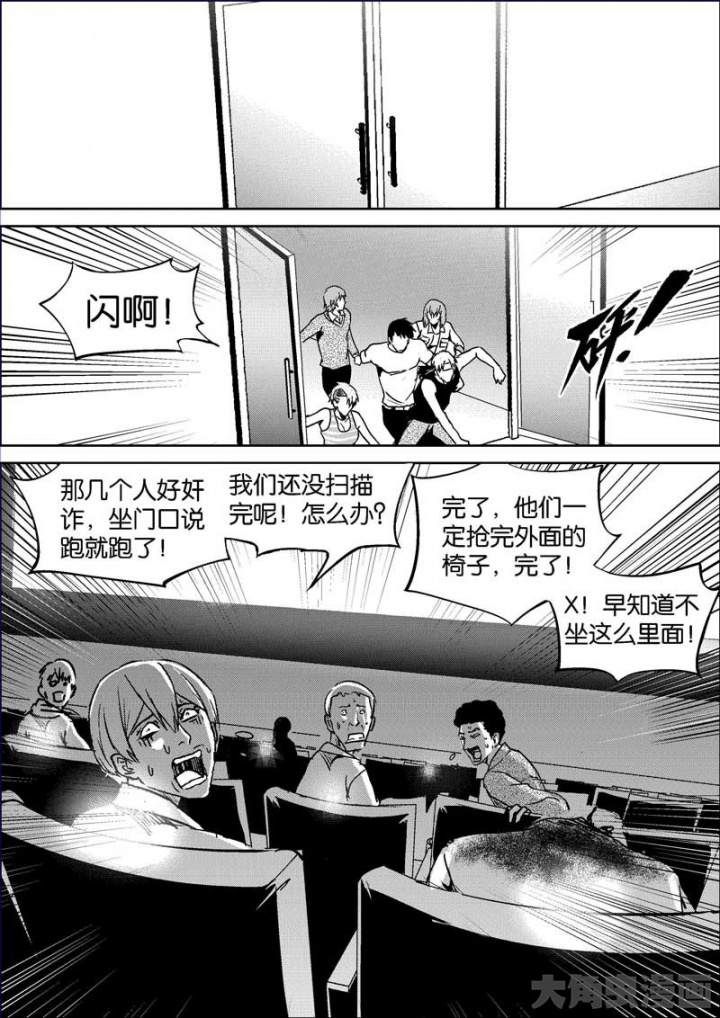 闪啊！
砰！
那几个人好奸
诈，坐门口说
跑就跑了！
我们还没扫描
完呢！怎么办？
完了，他们一
定抢完外面的
椅子，完了！
X！早知道不
坐这么里面！
大角虫漫画